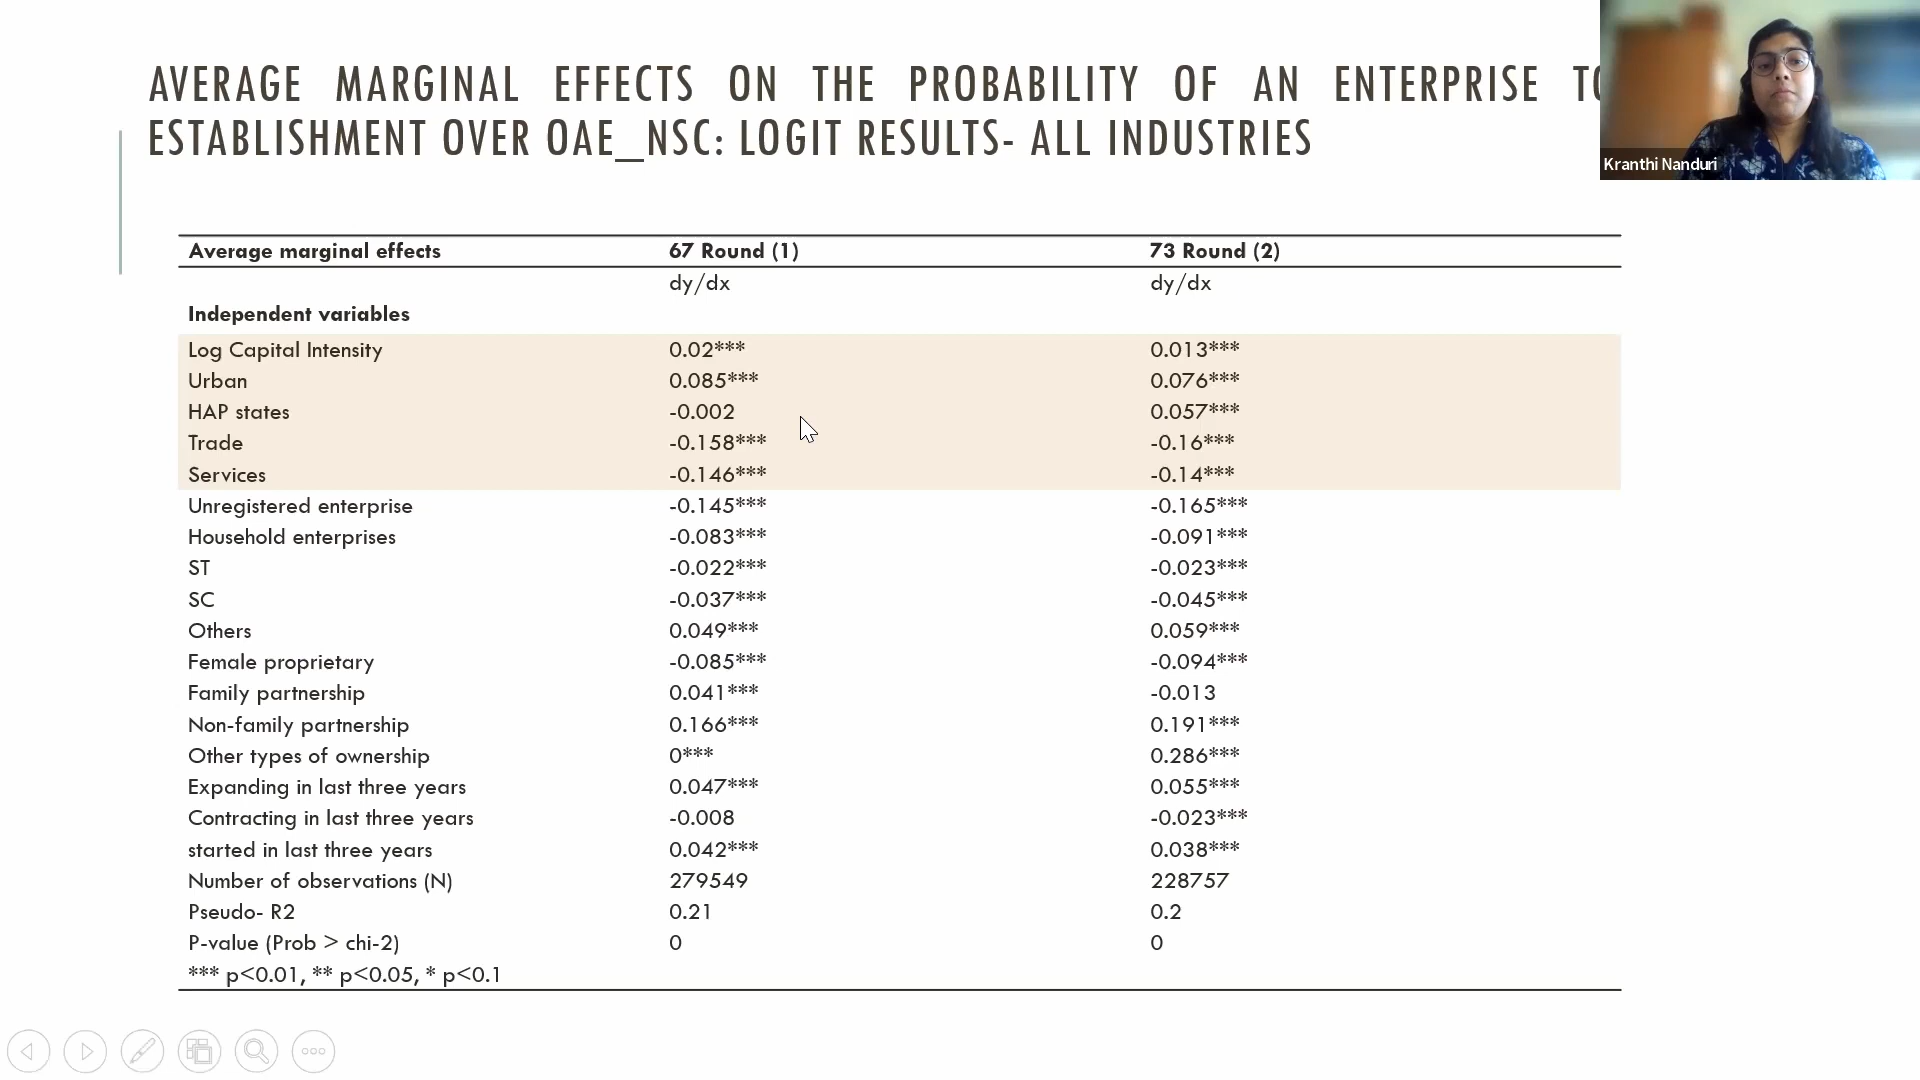 AVERAGE MARGINAL EFFECTS ON THE PROBABILITY OF AN ENTERPRISE TO
ESTABLISHMENT OVER OAE_NSC: LOGIT RESULTS- ALL INDUSTRIES
Kranthi Nanduri
Average marginal effects 67 Round (1) 73 Round (2)
dy/dx dy/dx
Independent variables
Log Capital Intensity 0.02*** 0.013***
Urban 0.085*** 0.076***
HAP states -0.002 0.057***
Trade -0.158*** -0.16***
Services -0.146*** -0.14***
Unregistered enterprise -0.145*** -0.165***
Household enterprises -0.083*** -0.091***
ST -0.022*** -0.023***
SC -0.037*** -0.045***
Others 0.049*** 0.059***
Female proprietary -0.085*** -0.094***
Family partnership 0.041*** -0.013
Non-family partnership 0.166*** 0.191***
Other types of ownership 0*** 0.286***
Expanding in last three years 0.047*** 0.055***
Contracting in last three years -0.008 -0.023***
started in last three years 0.042*** 0.038***
Number of observations (N) 279549 228757
Pseudo- R2 0.21 0.2
P-value (Prob > chi-2) 0 0
*** p<0.01, ** p<0.05, * p<0.1